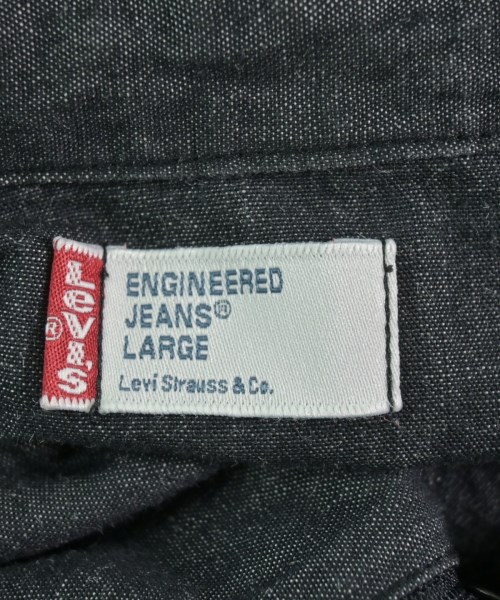 LEVI'S®
ENGINEERED
JEANS®
LARGE
Levi Strauss & Co.